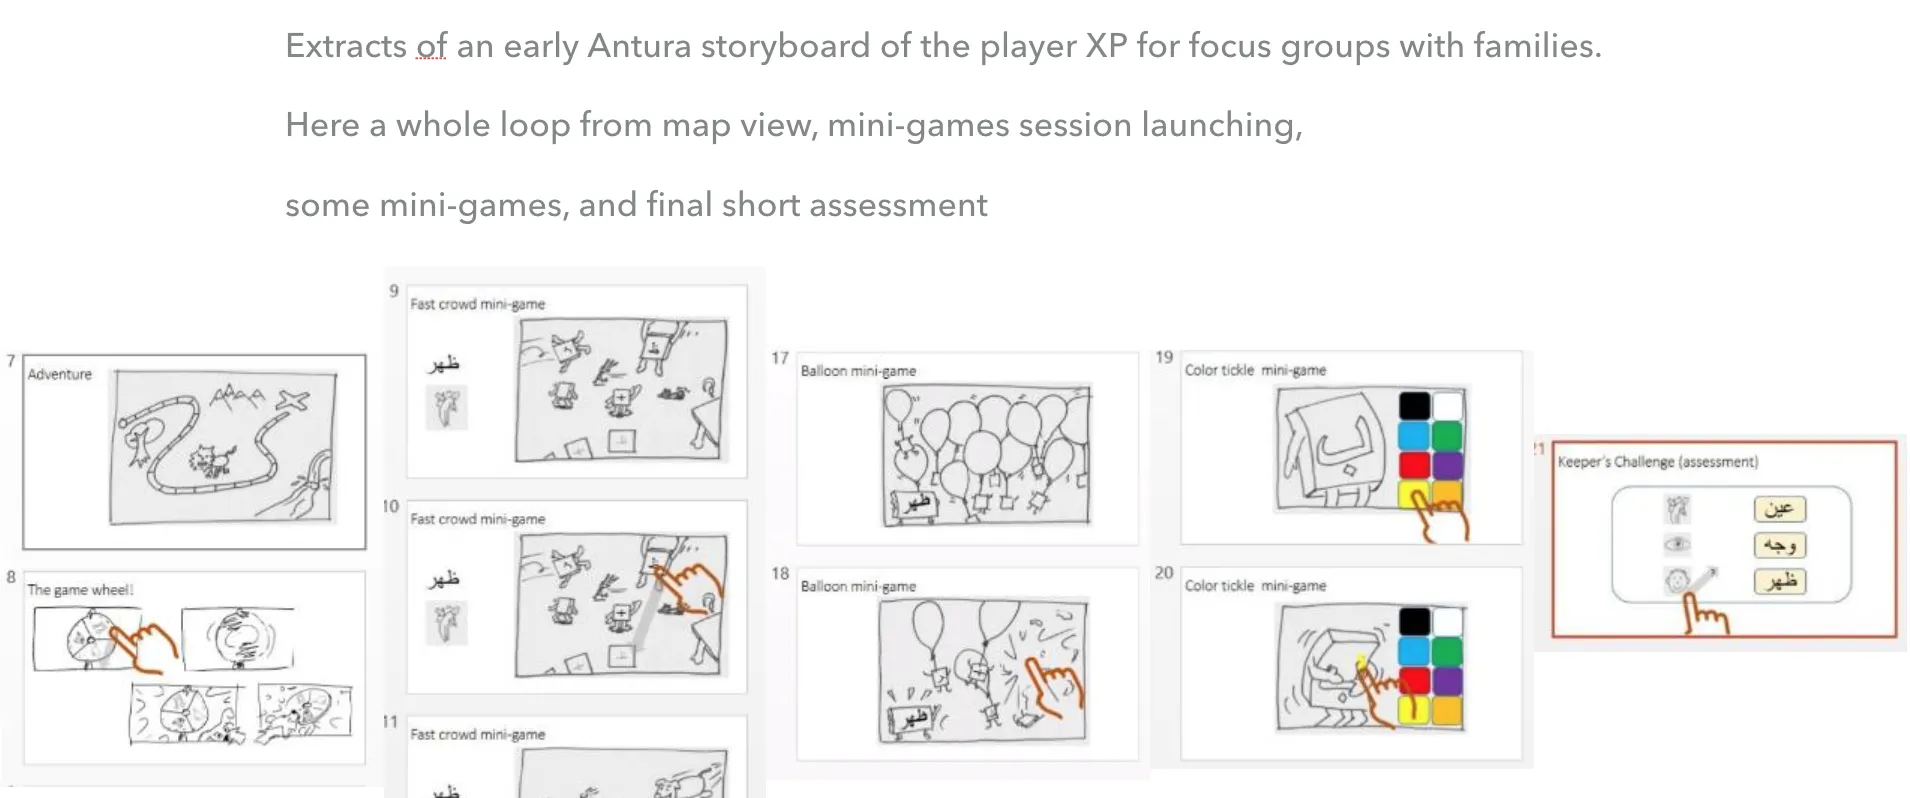 Extracts of an early Antura storyboard of the player XP for focus groups with families.
Here a whole loop from map view, mini-games session launching,
some mini-games, and final short assessment
7
Adventure
8
The game wheel!
9
Fast crowd mini-game
ظهر
10
Fast crowd mini-game
ظهر
11
Fast crowd mini-game
ظهر
17
Balloon mini-game
ظهر
18
Balloon mini-game
ظهر
19
Color tickle mini-game
20
Color tickle mini-game
21
Keeper's Challenge (assessment)
عين
وجه
ظهر